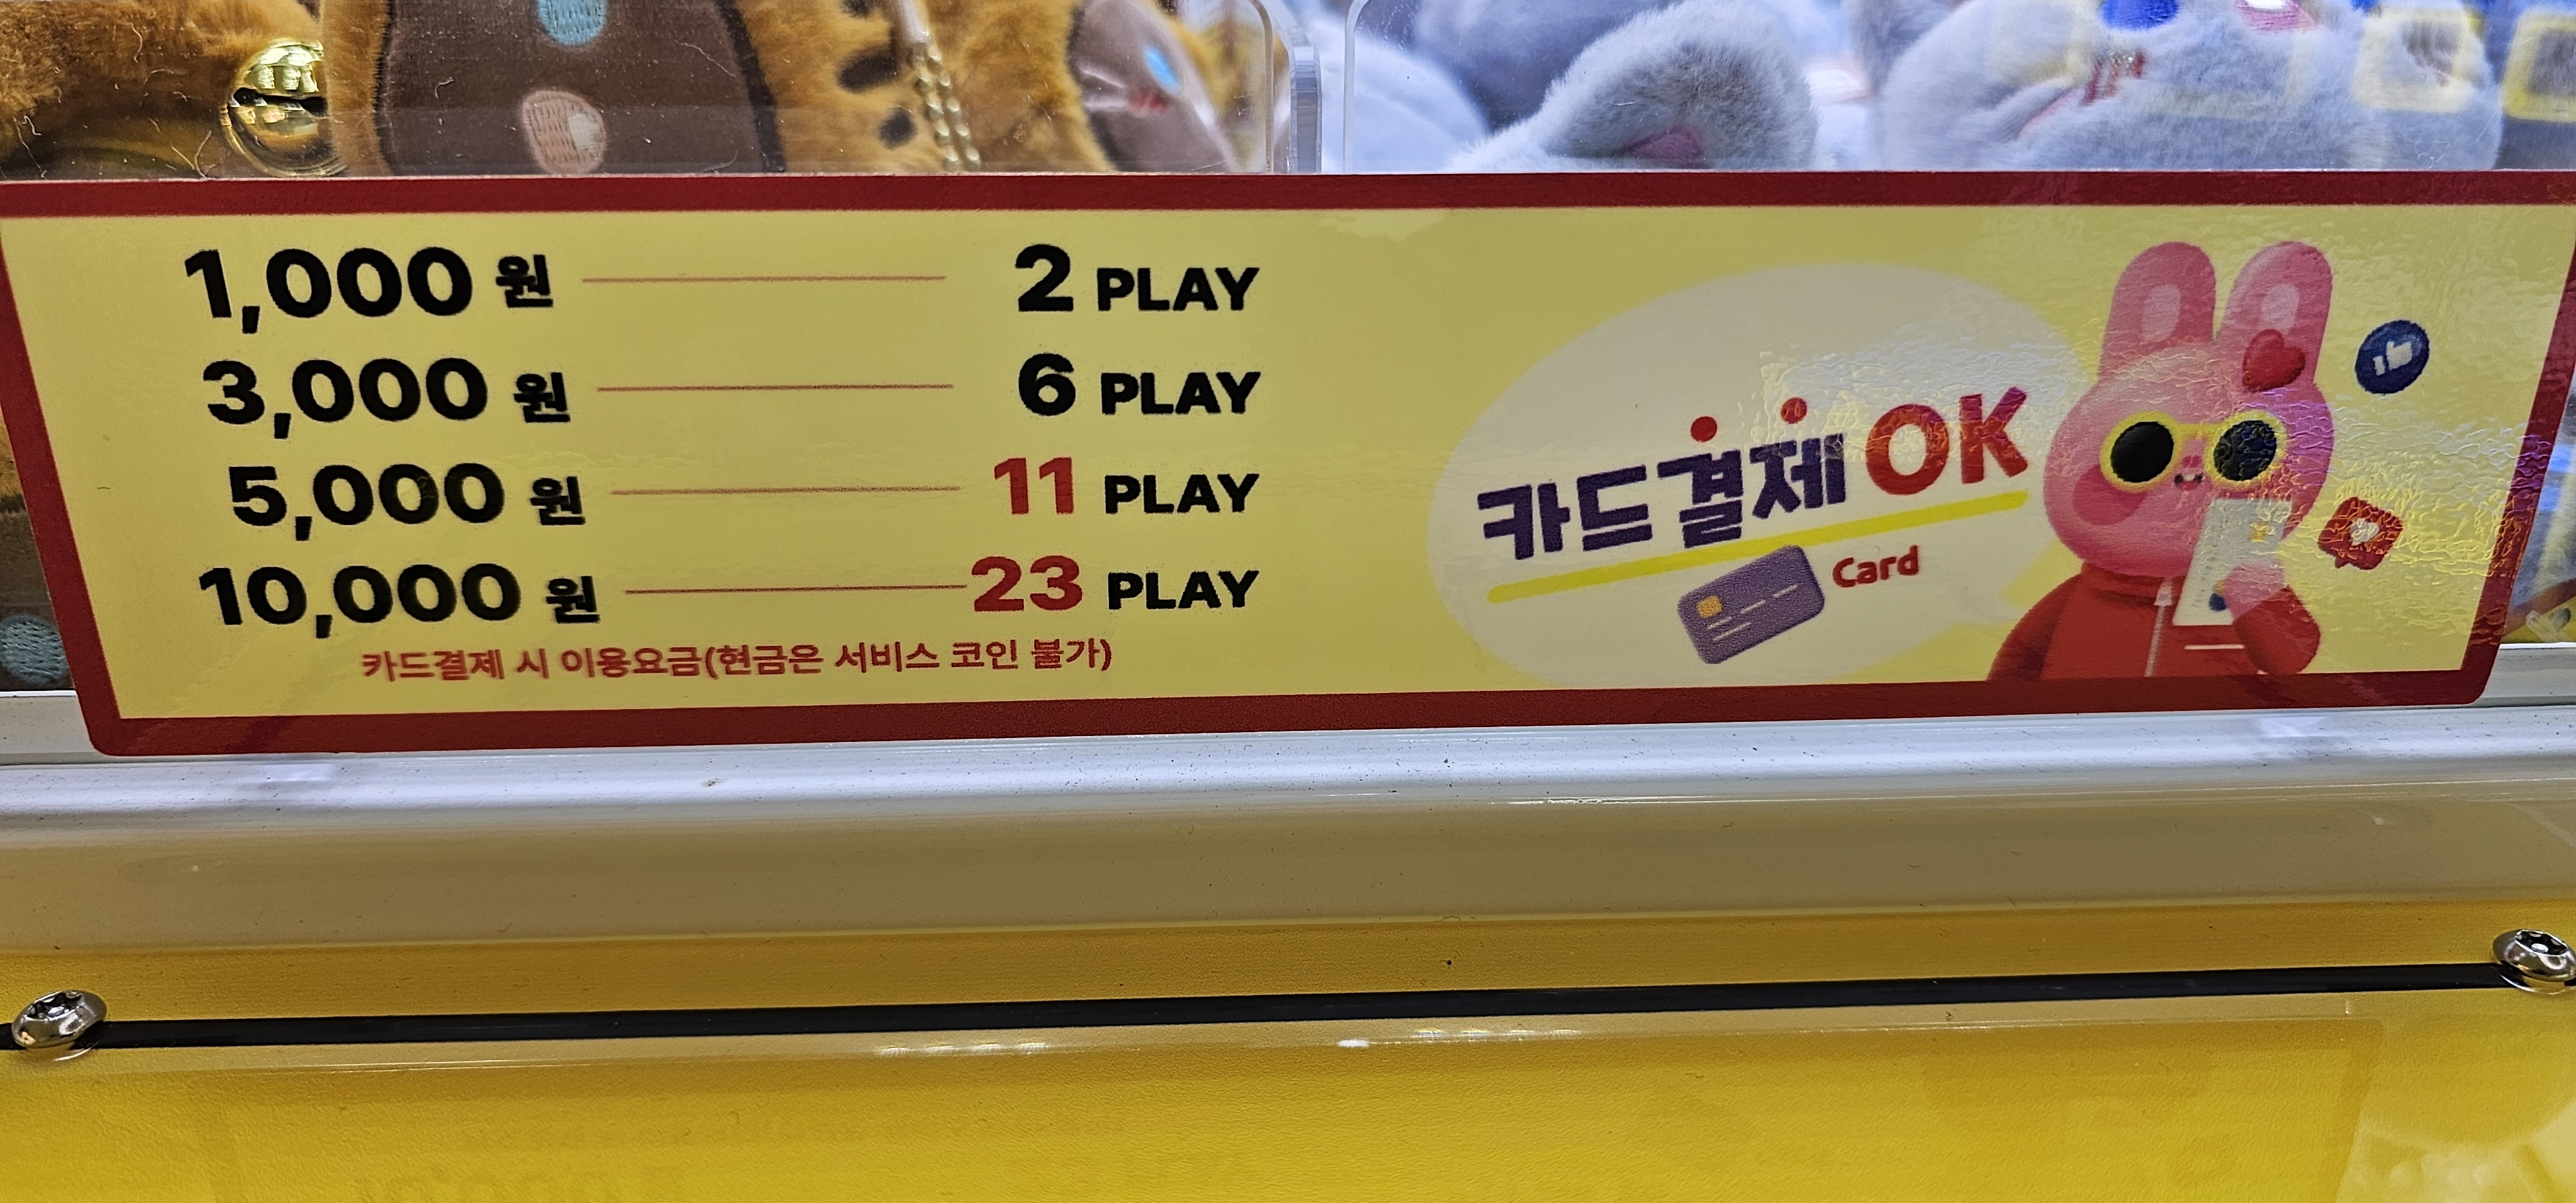 1,000 원 2 PLAY
3,000 원 6 PLAY
5,000 원 11 PLAY
10,000 원 23 PLAY
카드결제 시 이용요금(현금은 서비스 코인 불가)
카드결제 OK
Card